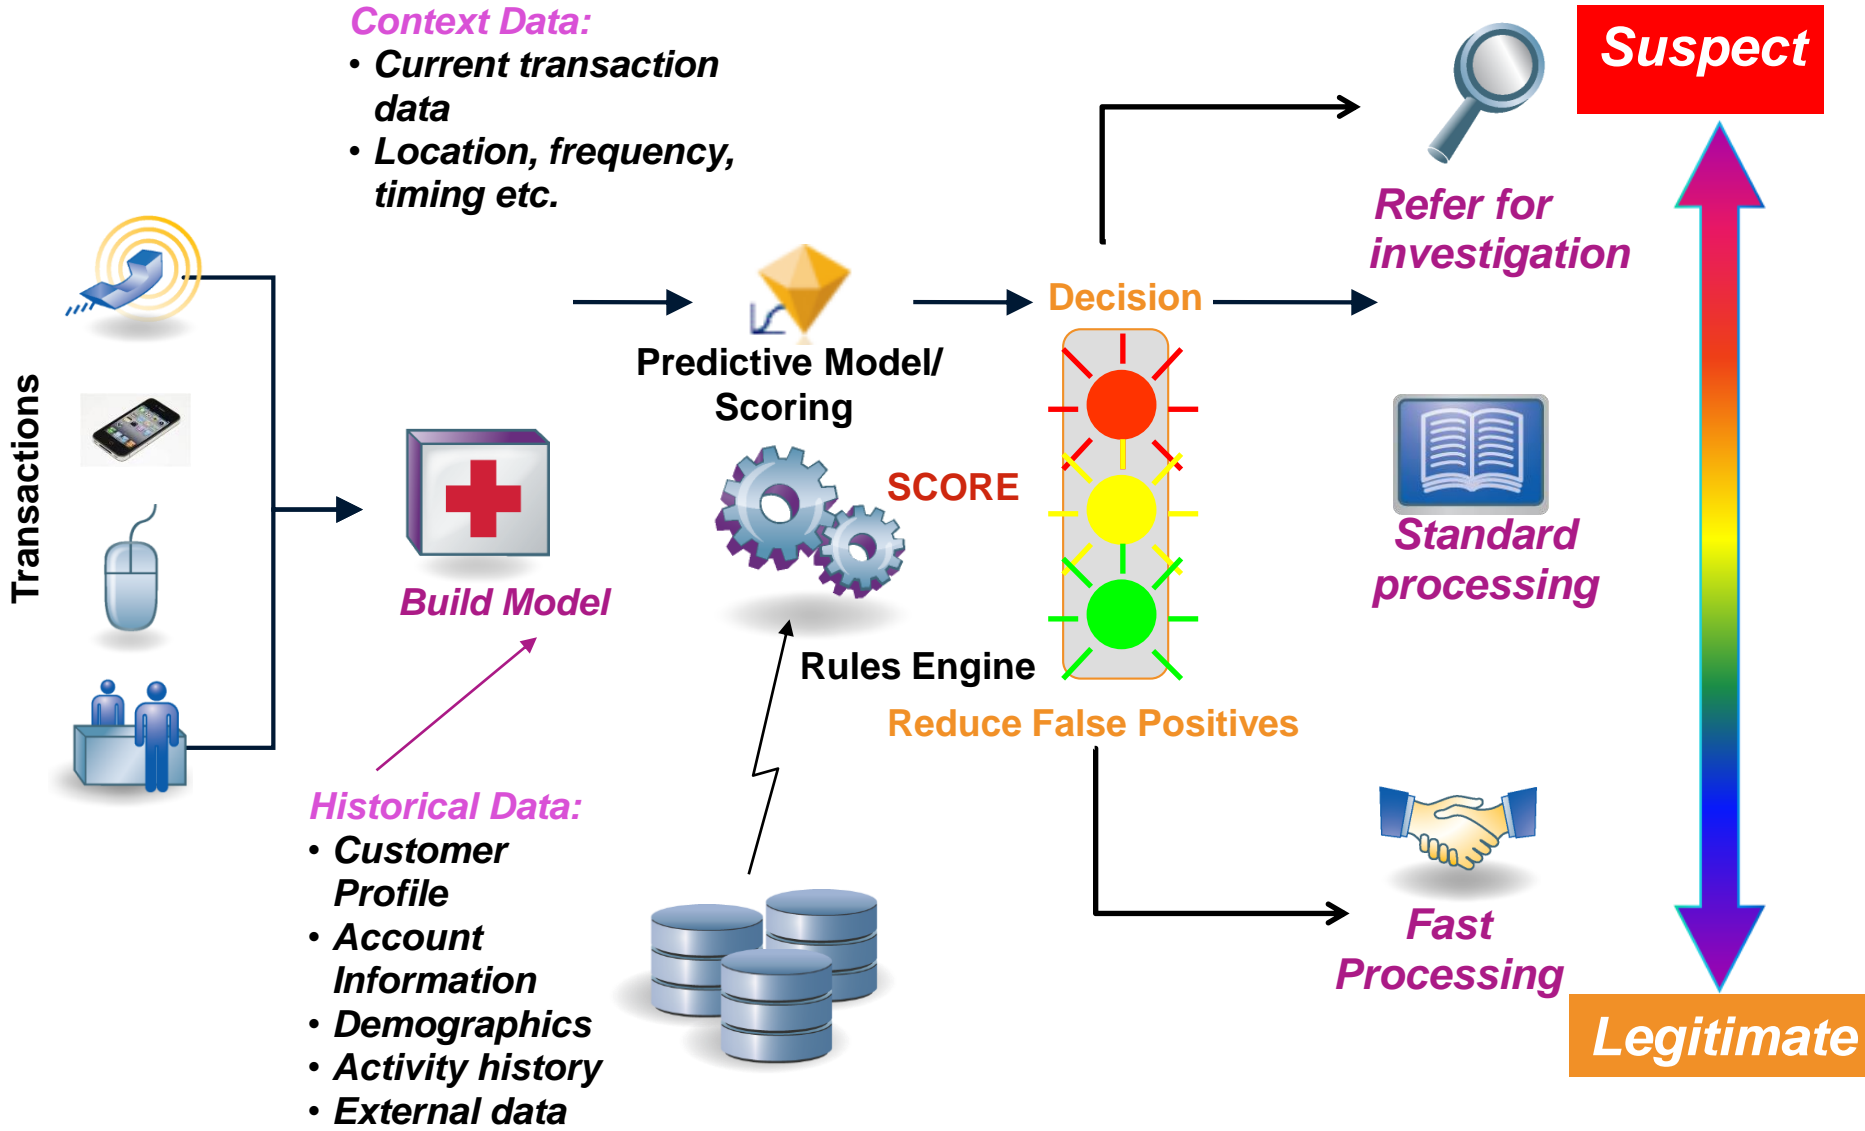 Context Data:
• Current transaction
data
• Location, frequency,
timing etc.
Suspect
Refer for
investigation
Transactions
Decision
Predictive Model/
Scoring
SCORE
Standard
processing
Build Model
Rules Engine
Reduce False Positives
Historical Data:
• Customer
Profile
• Account
Information
• Demographics
• Activity history
• External data
Fast
Processing
Legitimate